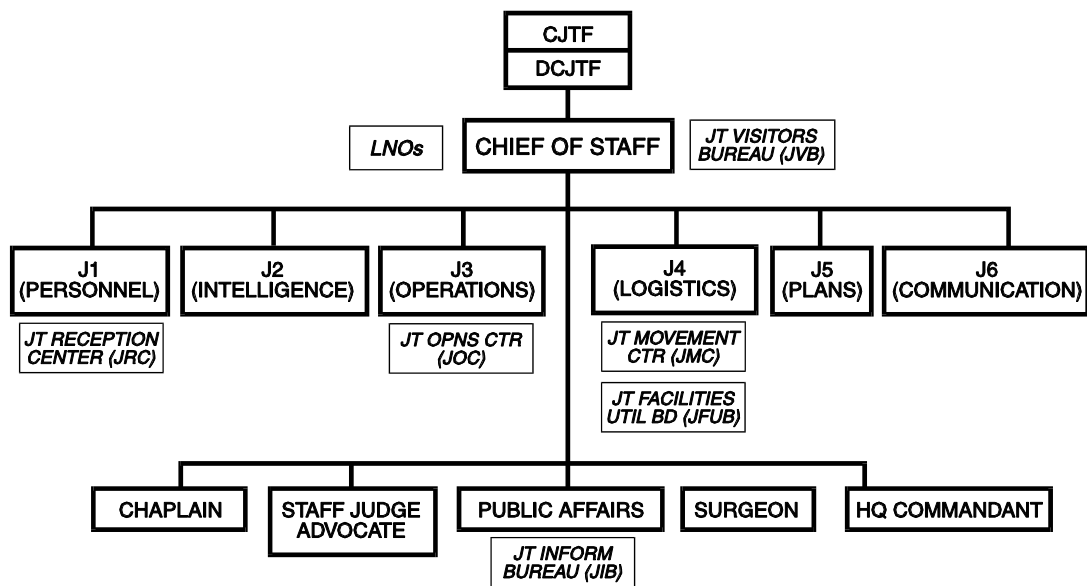 CJTF
DCJTF
LNOs
CHIEF OF STAFF
JT VISITORS
BUREAU (JVB)
J1
(PERSONNEL)
J2
(INTELLIGENCE)
J3
(OPERATIONS)
J4
(LOGISTICS)
J5
(PLANS)
J6
(COMMUNICATION)
JT RECEPTION
CENTER (JRC)
JT OPNS CTR
(JOC)
JT MOVEMENT
CTR (JMC)
JT FACILITIES
UTIL BD (JFUB)
CHAPLAIN
STAFF JUDGE
ADVOCATE
PUBLIC AFFAIRS
SURGEON
HQ COMMANDANT
JT INFORM
BUREAU (JIB)